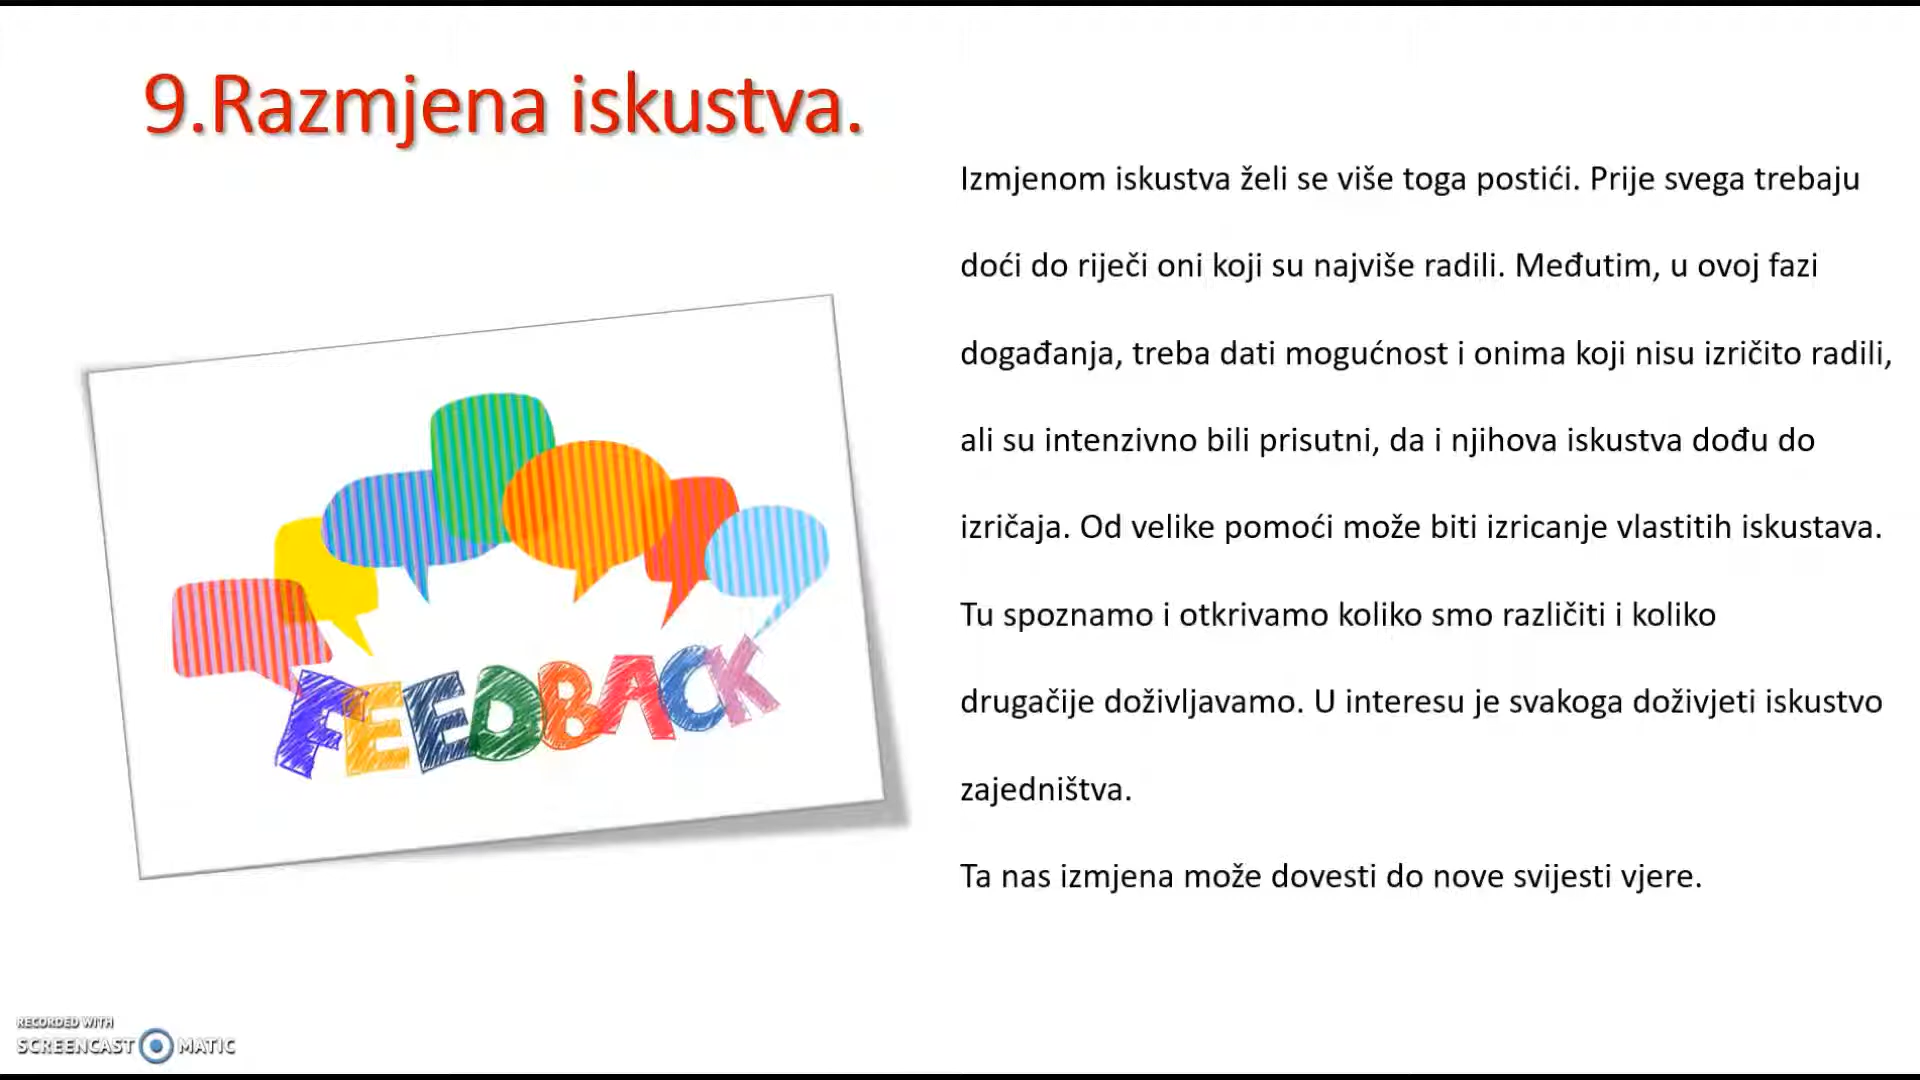 9.Razmjena iskustva.
Izmjenom iskustva želi se više toga postići. Prije svega trebaju
doći do riječi oni koji su najviše radili. Međutim, u ovoj fazi
događanja, treba dati mogućnost i onima koji nisu izričito radili,
ali su intenzivno bili prisutni, da i njihova iskustva dođu do
izričaja. Od velike pomoći može biti izricanje vlastitih iskustava.
Tu spoznamo i otkrivamo koliko smo različiti i koliko
drugačije doživljavamo. U interesu je svakoga doživjeti iskustvo
zajedništva.
Ta nas izmjena može dovesti do nove svijesti vjere.
FEEDBACK
RECORDED WITH
SCREENCAST MATIC